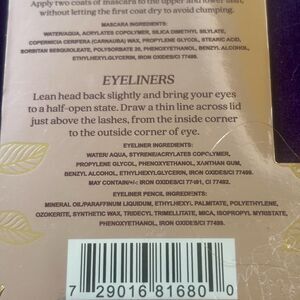 Apply two coats of mascara to the upper and lower lash,
without letting the first coat dry to avoid clumping.
MASCARA INGREDIENTS:
WATER/AQUA, ACRYLATES COPOLYMER, SILICA DIMETHYL SILYLATE,
COPERNICIA CERIFERA (CARNAUBA) WAX, PROPYLENE GLYCOL, STEARIC ACID,
SORBITAN SESQUIOLEATE, POLYSORBATE 20, PHENOXYETHANOL, BENZYL ALCOHOL,
ETHYLHEXYLGLYCERIN, IRON OXIDES/CI 77499.
EYELINERS
Lean head back slightly and bring your eyes
to a half-open state. Draw a thin line across lid
just above the lashes, from the inside corner
to the outside corner of eye.
EYELINER INGREDIENTS:
WATER/ AQUA, STYRENE/ACRYLATES COPOLYMER,
PROPYLENE GLYCOL, PHENOXYETHANOL, XANTHAN GUM,
BENZYL ALCOHOL, ETHYLHEXYLGLYCERIN, IRON OXIDES/CI 77499.
MAY CONTAIN/+/-, IRON OXIDES/CI 77491, CI 77492.
EYELINER PENCIL INGREDIENTS:
MINERAL OIL/PARAFFINUM LIQUIDUM, ETHYLHEXYL PALMITATE, POLYETHYLENE,
OZOKERITE, SYNTHETIC WAX, TRIDECYL TRIMELLITATE, MICA, ISOPROPYL MYRISTATE,
PHENOXYETHANOL, IRON OXIDES/CI 77499.
7 29016 81680 0